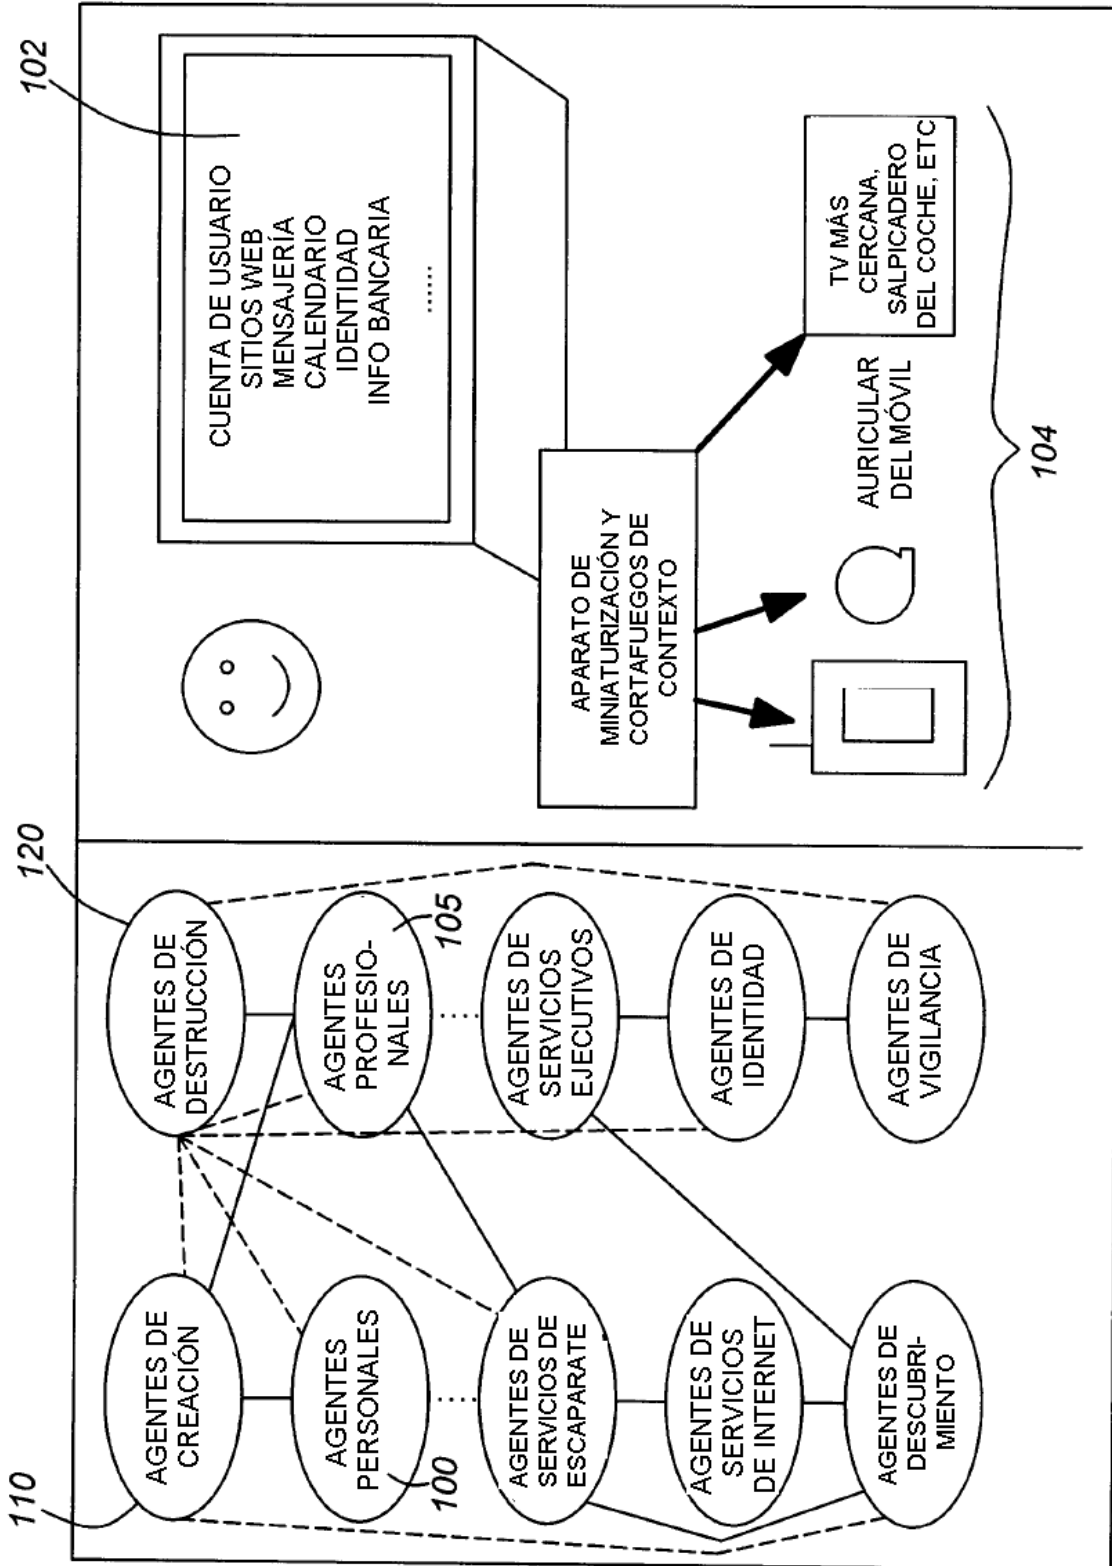 110
AGENTES DE
CREACIÓN
AGENTES
PERSONALES
100
AGENTES DE
SERVICIOS DE
ESCAPARATE
AGENTES DE
SERVICIOS
DE INTERNET
AGENTES DE
DESCUBRI-
MIENTO
120
AGENTES DE
DESTRUCCIÓN
AGENTES
PROFESIO-
NALES
105
AGENTES DE
SERVICIOS
EJECUTIVOS
AGENTES DE
IDENTIDAD
AGENTES DE
VIGILANCIA
102
CUENTA DE USUARIO
SITIOS WEB
MENSAJERÍA
CALENDARIO
IDENTIDAD
INFO BANCARIA
......
APARATO DE
MINIATURIZACIÓN Y
CORTAFUEGOS DE
CONTEXTO
AURICULAR
DEL MÓVIL
TV MÁS
CERCANA,
SALPICADERO
DEL COCHE, ETC
104